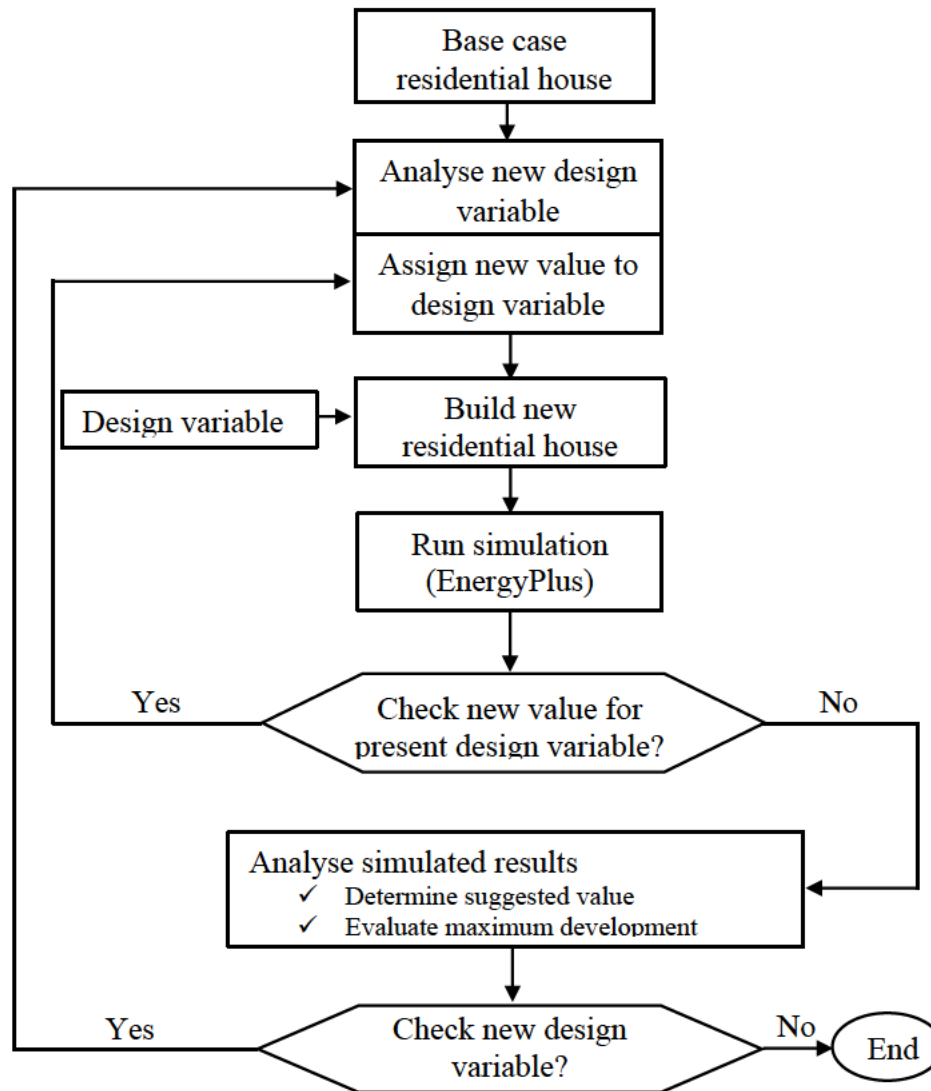 Base case
residential house
Analyse new design
variable
Assign new value to
design variable
Design variable
Build new
residential house
Run simulation
(EnergyPlus)
Yes
Check new value for
present design variable?
No
Analyse simulated results
✓ Determine suggested value
✓ Evaluate maximum development
Yes
Check new design
variable?
No
End